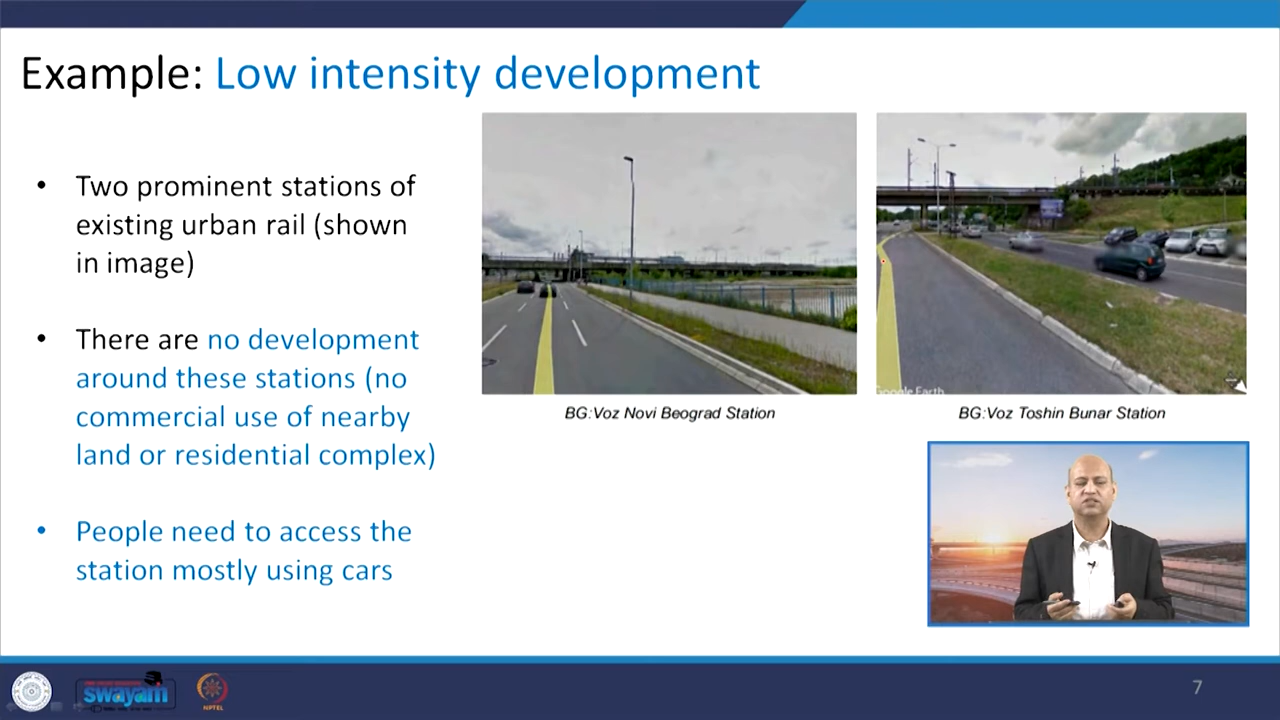 Example: Low intensity development
• Two prominent stations of
existing urban rail (shown
in image)
• There are no development
around these stations (no
commercial use of nearby
land or residential complex)
• People need to access the
station mostly using cars
Google Earth
BG:Voz Novi Beograd Station
BG:Voz Toshin Bunar Station
swayam
NPTEL
7